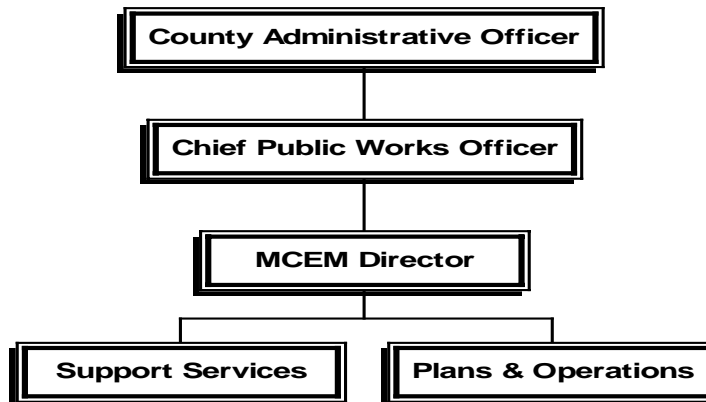 County Administrative Officer
Chief Public Works Officer
MCEM Director
Support Services
Plans & Operations